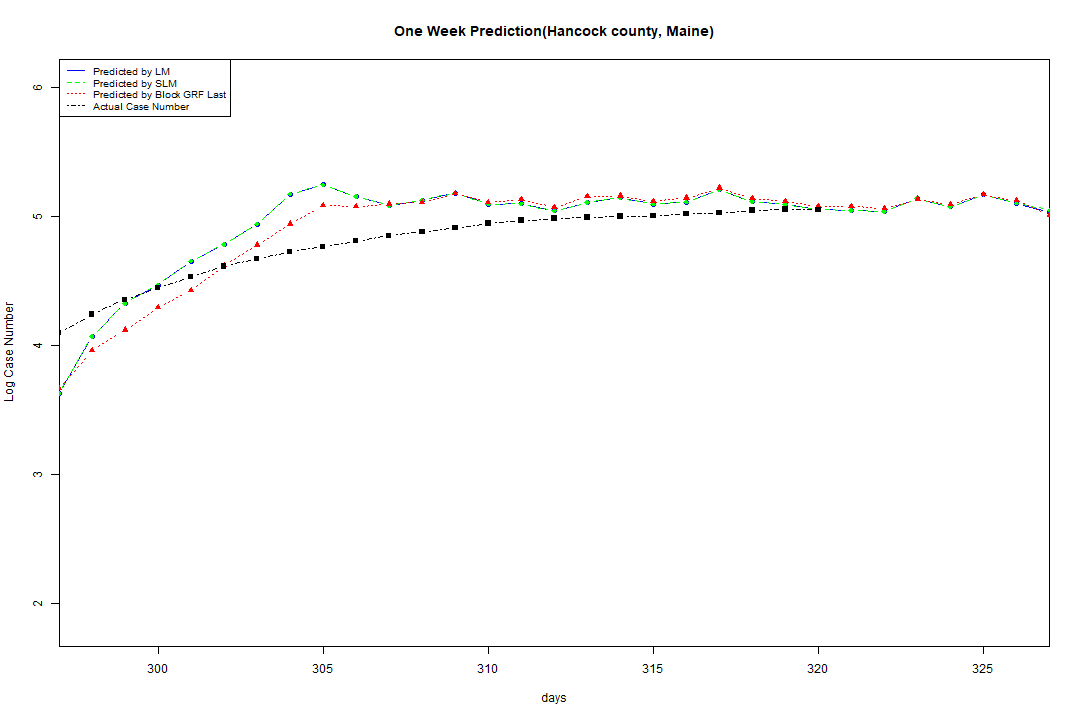 One Week Prediction(Hancock county, Maine)
Predicted by LM
Predicted by SLM
Predicted by Block GRF Last
Actual Case Number
6
5
4
3
2
Log Case Number
300 305 310 315 320 325
days